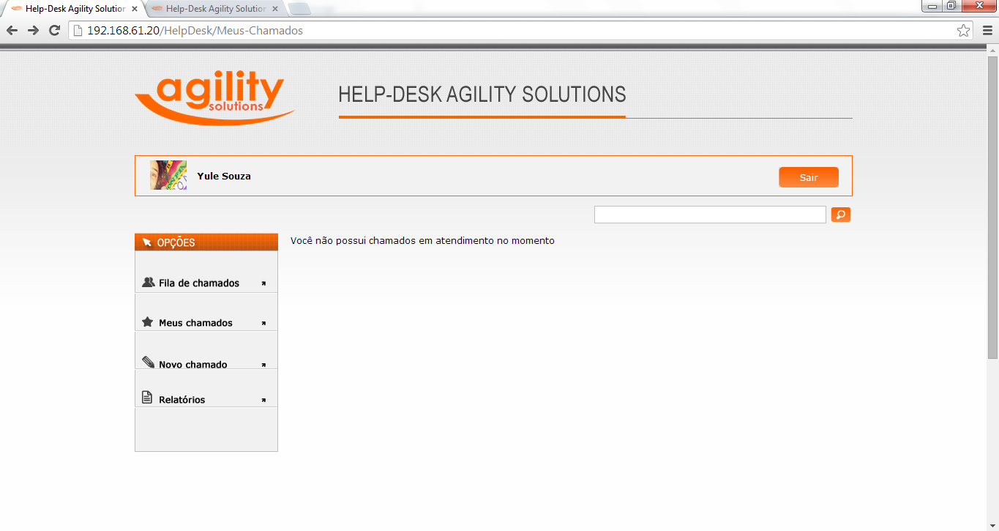 Help-Desk Agility Solution
Help-Desk Agility Solution
192.168.61.20/HelpDesk/Meus-Chamados
agility
solutions
HELP-DESK AGILITY SOLUTIONS
Yule Souza
Sair
OPÇÕES
Você não possui chamados em atendimento no momento
Fila de chamados
Meus chamados
Novo chamado
Relatórios